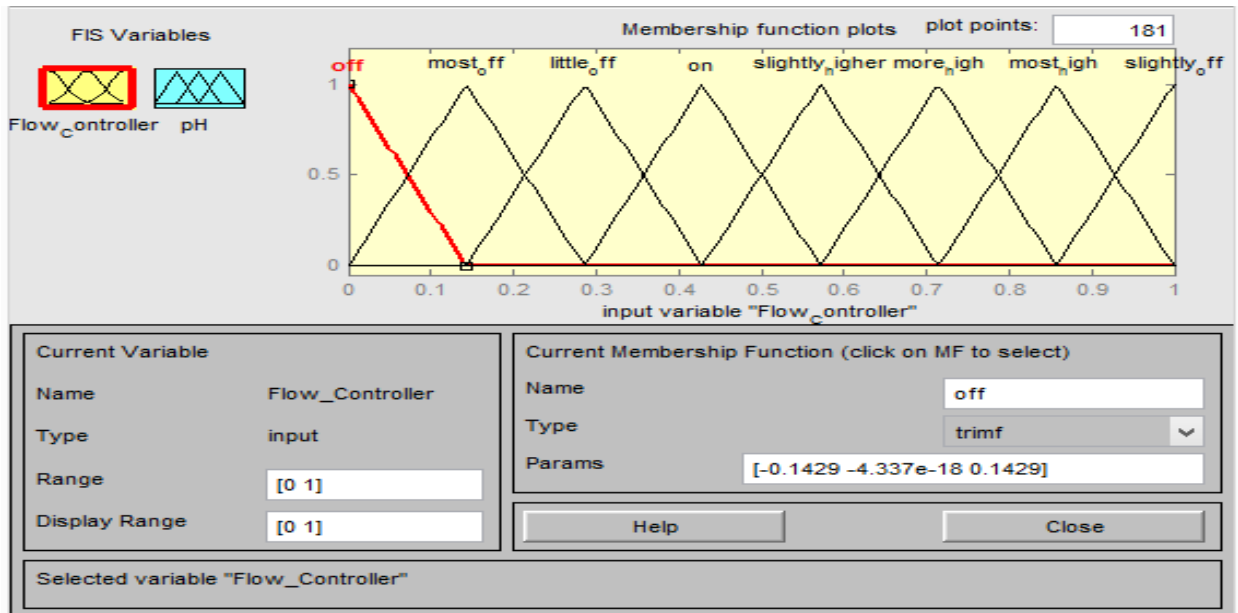 FIS Variables
Flow_Controller pH
Membership function plots plot points: 181
off most_off little_off on slightly_higher more_high most_high slightly_off
1
0.5
0
0 0.1 0.2 0.3 0.4 0.5 0.6 0.7 0.8 0.9 1
input variable "Flow_Controller"
Current Variable
Name Flow_Controller
Type input
Range [0 1]
Display Range [0 1]
Current Membership Function (click on MF to select)
Name off
Type trimf
Params [-0.1429 -4.337e-18 0.1429]
Help Close
Selected variable "Flow_Controller"